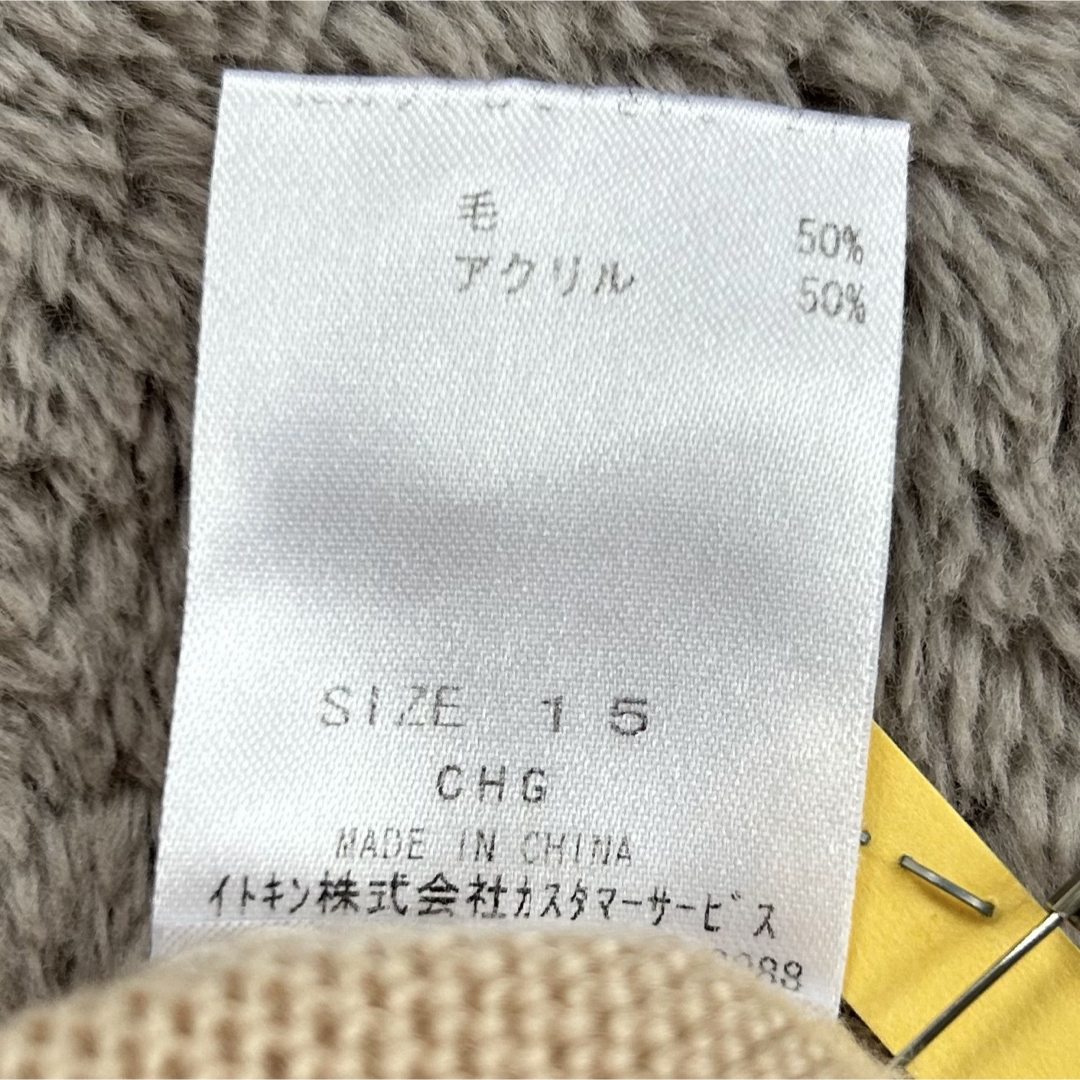 毛 50%
アクリル 50%
SIZE 15
CHG
MADE IN CHINA
イトキン株式会社カスタマーサービス